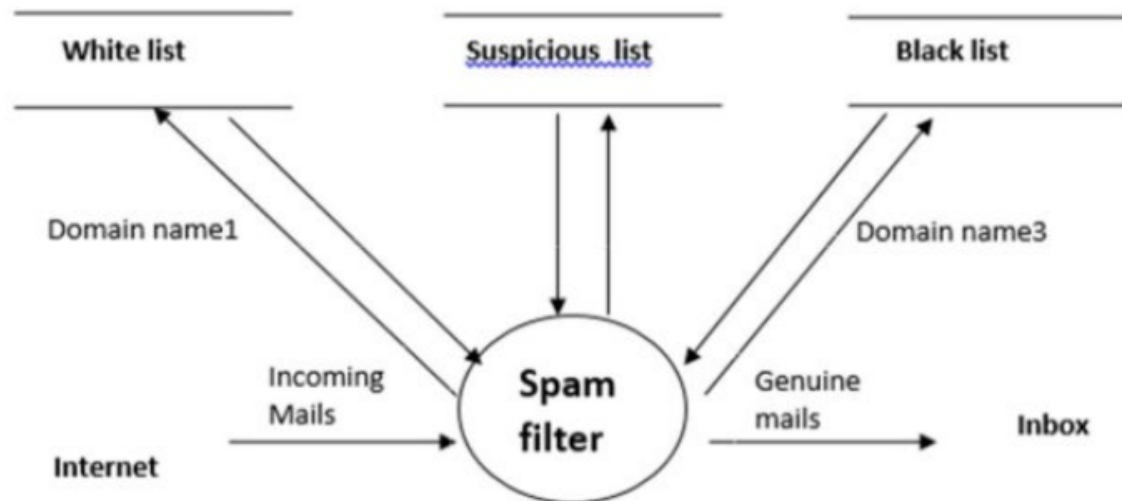 White list
Suspicious list
Black list
Domain name1
Domain name3
Incoming
Mails
Spam
filter
Genuine
mails
Inbox
Internet